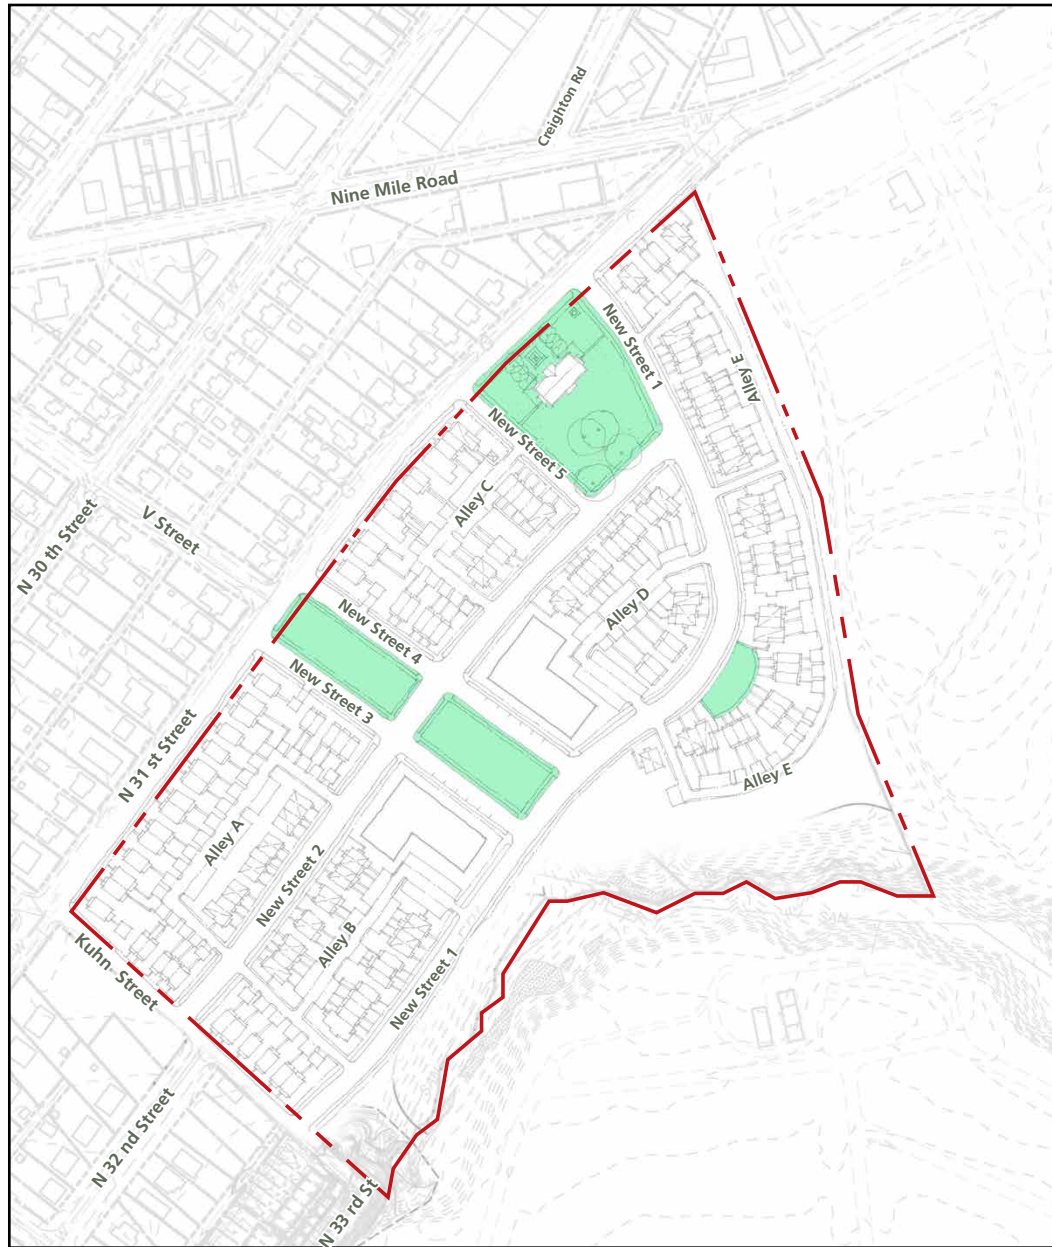 Creighton Rd
Nine Mile Road
New Street 1
Alley E
New Street 5
Alley C
N 30 th Street
V Street
Alley D
New Street 4
New Street 3
N 31 st Street
Alley E
Alley A
New Street 2
Alley B
Kuhn Street
New Street 1
N 32 nd Street
N 33 rd St